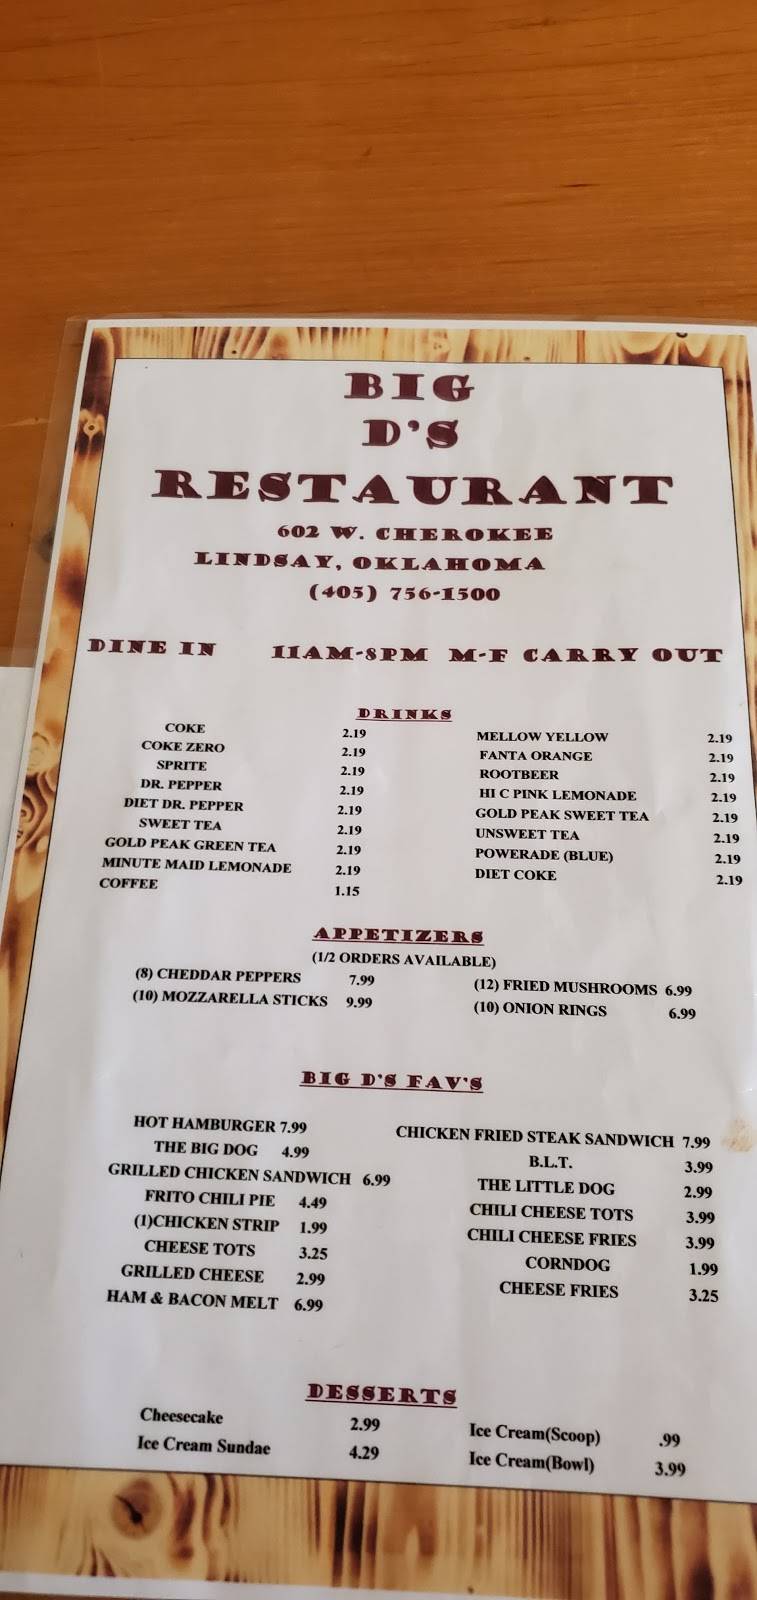 BIG
D'S
RESTAURANT
602 W. CHEROKEE
LINDSAY, OKLAHOMA
(405) 756-1500
DINE IN 11AM-8PM M-F CARRY OUT
DRINKS
COKE 2.19
COKE ZERO 2.19
SPRITE 2.19
DR. PEPPER 2.19
DIET DR. PEPPER 2.19
SWEET TEA 2.19
GOLD PEAK GREEN TEA 2.19
MINUTE MAID LEMONADE 2.19
COFFEE 1.15
MELLOW YELLOW 2.19
FANTA ORANGE 2.19
ROOTBEER 2.19
HI C PINK LEMONADE 2.19
GOLD PEAK SWEET TEA 2.19
UNSWEET TEA 2.19
POWERADE (BLUE) 2.19
DIET COKE 2.19
APPETIZERS
(1/2 ORDERS AVAILABLE)
(8) CHEDDAR PEPPERS 7.99
(10) MOZZARELLA STICKS 9.99
(12) FRIED MUSHROOMS 6.99
(10) ONION RINGS 6.99
BIG D'S FAV'S
HOT HAMBURGER 7.99
THE BIG DOG 4.99
GRILLED CHICKEN SANDWICH 6.99
FRITO CHILI PIE 4.49
(1)CHICKEN STRIP 1.99
CHEESE TOTS 3.25
GRILLED CHEESE 2.99
HAM & BACON MELT 6.99
CHICKEN FRIED STEAK SANDWICH 7.99
B.L.T. 3.99
THE LITTLE DOG 2.99
CHILI CHEESE TOTS 3.99
CHILI CHEESE FRIES 3.99
CORNDOG 1.99
CHEESE FRIES 3.25
DESSERTS
Cheesecake 2.99
Ice Cream Sundae 4.29
Ice Cream(Scoop) .99
Ice Cream(Bowl) 3.99